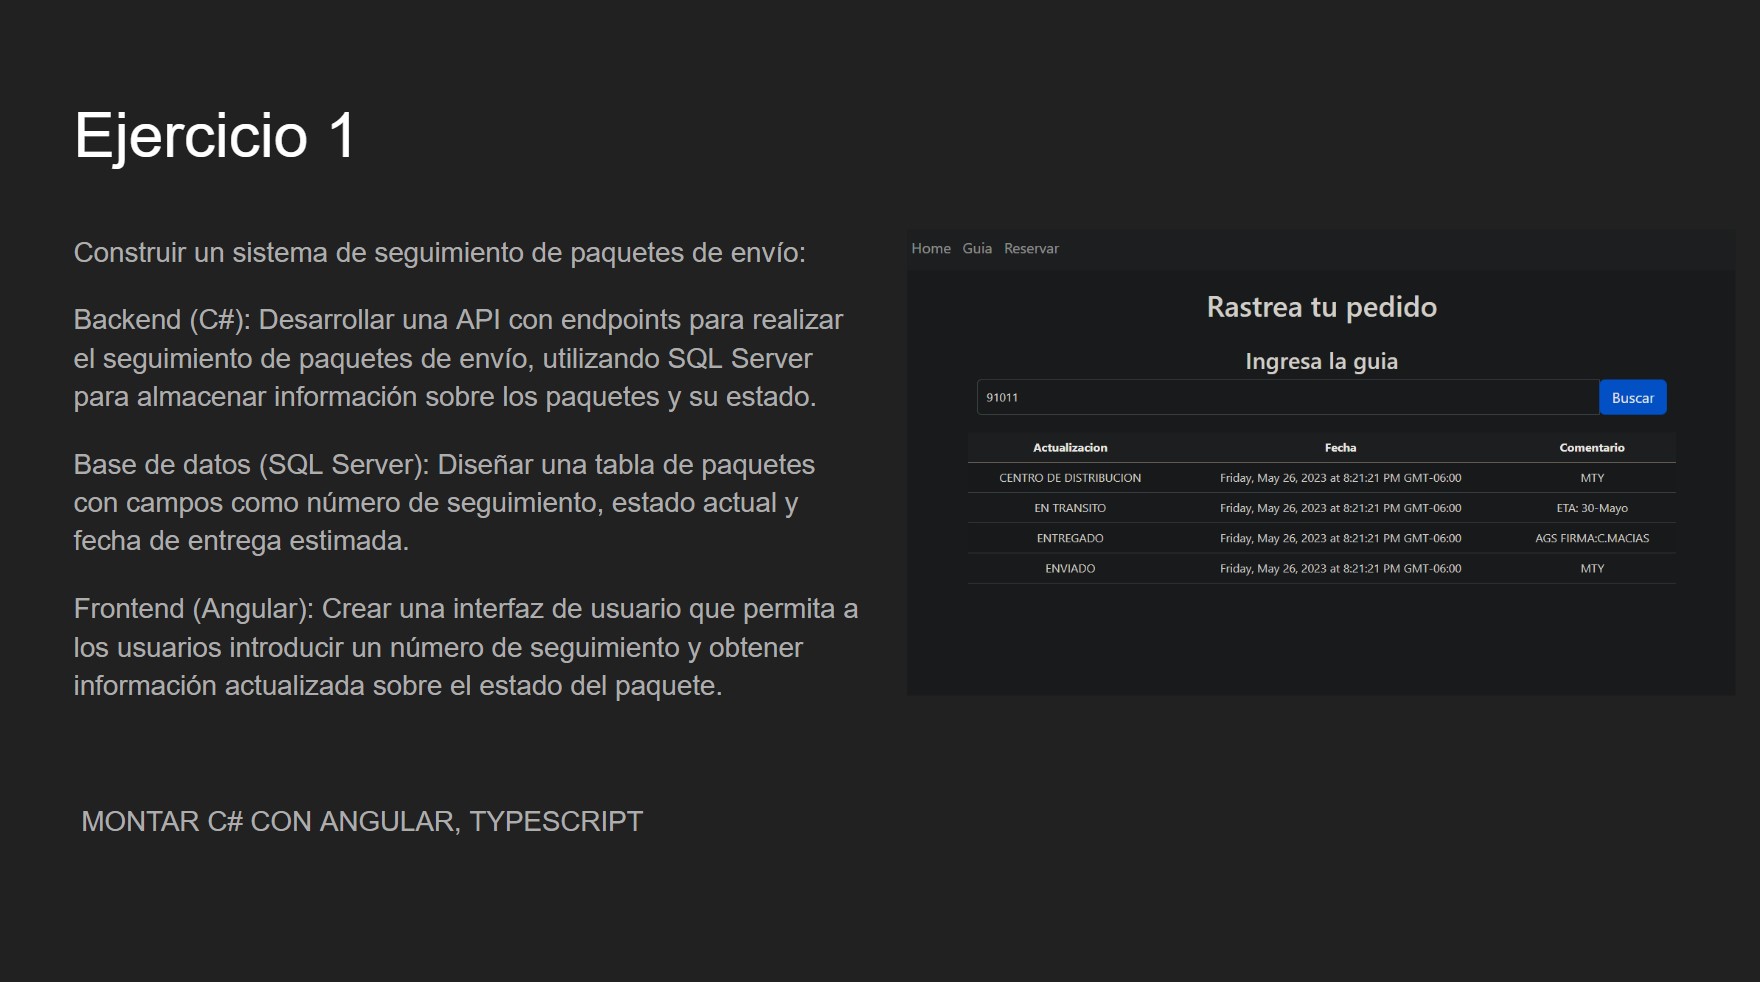 Ejercicio 1
Construir un sistema de seguimiento de paquetes de envío:
Backend (C#): Desarrollar una API con endpoints para realizar
el seguimiento de paquetes de envío, utilizando SQL Server
para almacenar información sobre los paquetes y su estado.
Base de datos (SQL Server): Diseñar una tabla de paquetes
con campos como número de seguimiento, estado actual y
fecha de entrega estimada.
Frontend (Angular): Crear una interfaz de usuario que permita a
los usuarios introducir un número de seguimiento y obtener
información actualizada sobre el estado del paquete.
MONTAR C# CON ANGULAR, TYPESCRIPT
Home Guia Reservar
Rastrea tu pedido
Ingresa la guia
91011 Buscar
Actualizacion Fecha Comentario
CENTRO DE DISTRIBUCION Friday, May 26, 2023 at 8:21:21 PM GMT-06:00 MTY
EN TRANSITO Friday, May 26, 2023 at 8:21:21 PM GMT-06:00 ETA: 30-Mayo
ENTREGADO Friday, May 26, 2023 at 8:21:21 PM GMT-06:00 AGS FIRMA:C.MACIAS
ENVIADO Friday, May 26, 2023 at 8:21:21 PM GMT-06:00 MTY